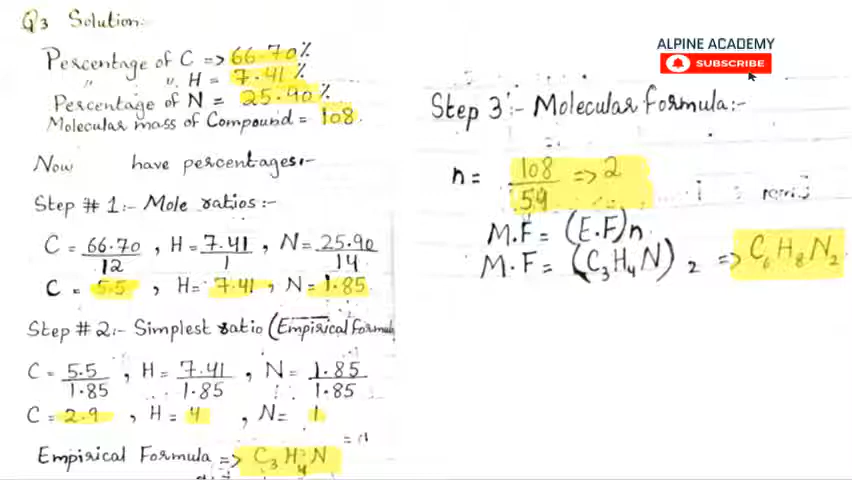 Q3 Solution:-
Percentage of C => 66.70%
" " H = 7.41%
Percentage of N = 25.90%
Molecular mass of Compound = 108.
Now have percentages:-
Step # 1:- Mole ratios:-
C = 66.70/12 , H = 7.41/1 , N = 25.90/14
C = 5.5 , H = 7.41 , N = 1.85
Step # 2:- Simplest ratio (Empirical Formu
C = 5.5/1.85 , H = 7.41/1.85 , N = 1.85/1.85
C = 2.9 , H = 4 , N = 1
Empirical Formula => C3H4N
ALPINE ACADEMY
SUBSCRIBE
Step 3:- Molecular formula:-
n = 108/54 => 2
M.F = (E.F)n
M.F = (C3H4N)2 => C6H8N2